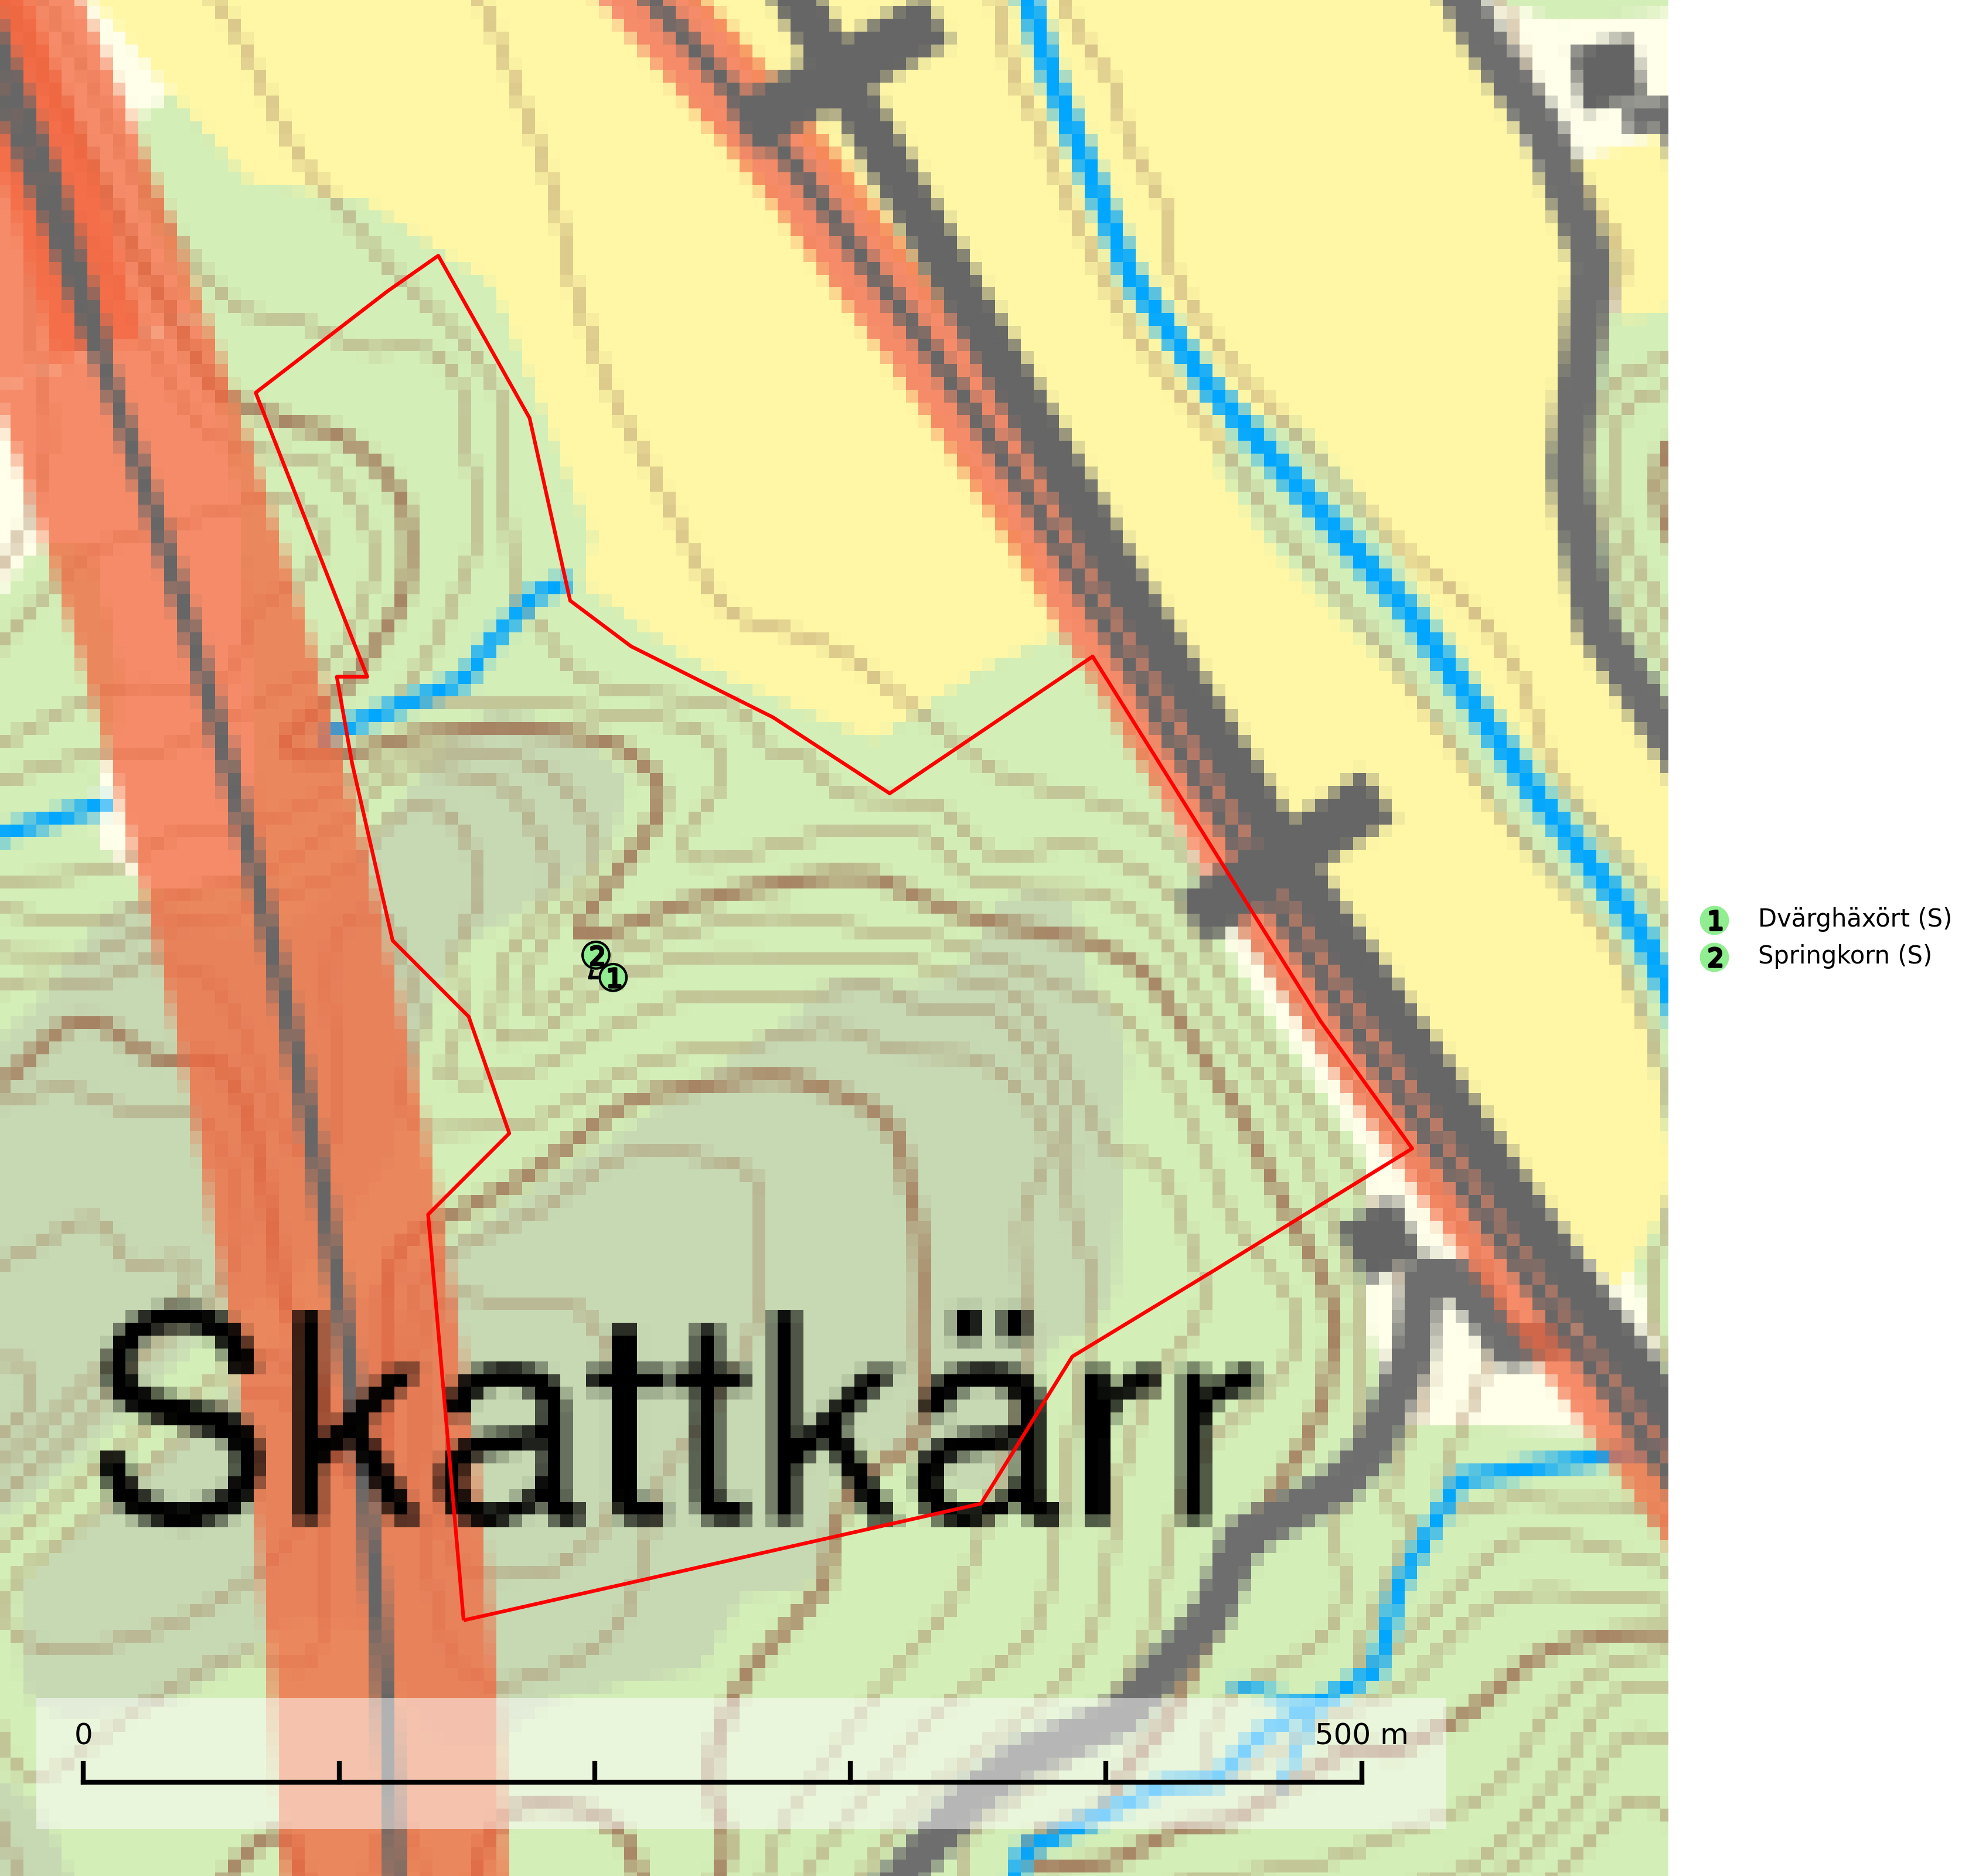 2
1
1 Dvärghäxört (S)
2 Springkorn (S)
Skattkärr
0 500 m